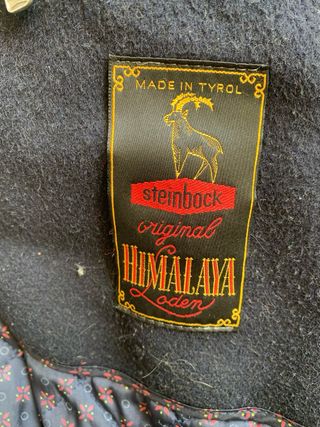 MADE IN TYROL
steinbock
original
HIMALAYA
Loden